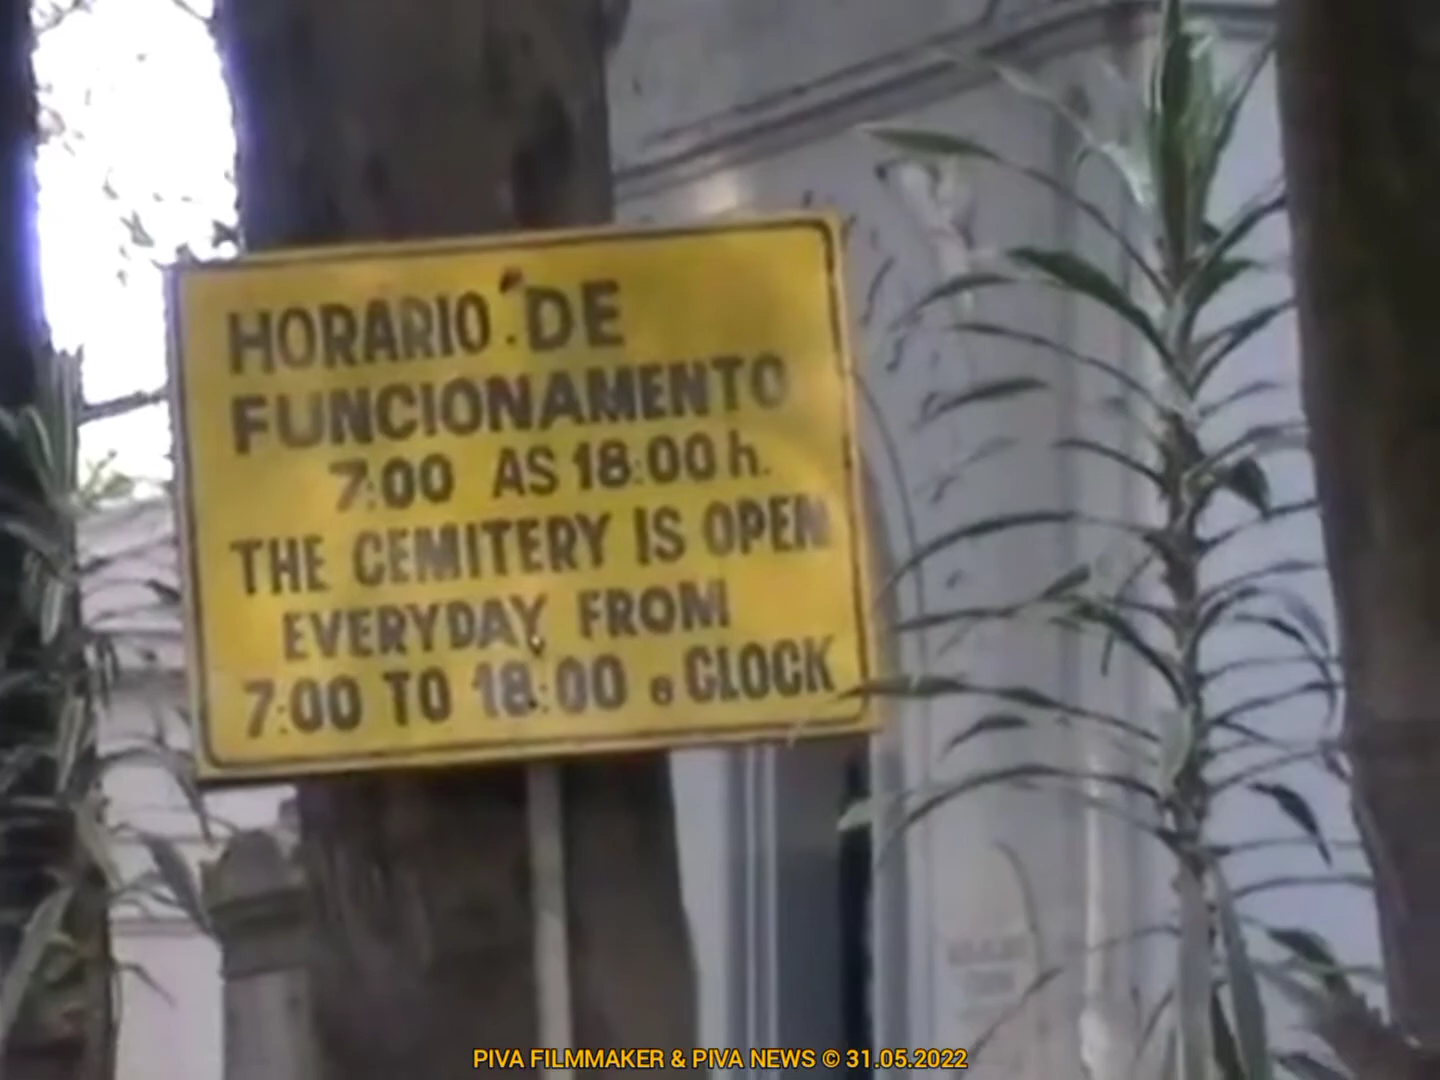 HORARIO DE
FUNCIONAMENTO
7:00 AS 18:00 h.
THE CEMITERY IS OPEN
EVERYDAY FROM
7:00 TO 18:00 o CLOCK
PIVA FILMMAKER & PIVA NEWS © 31.05.2022